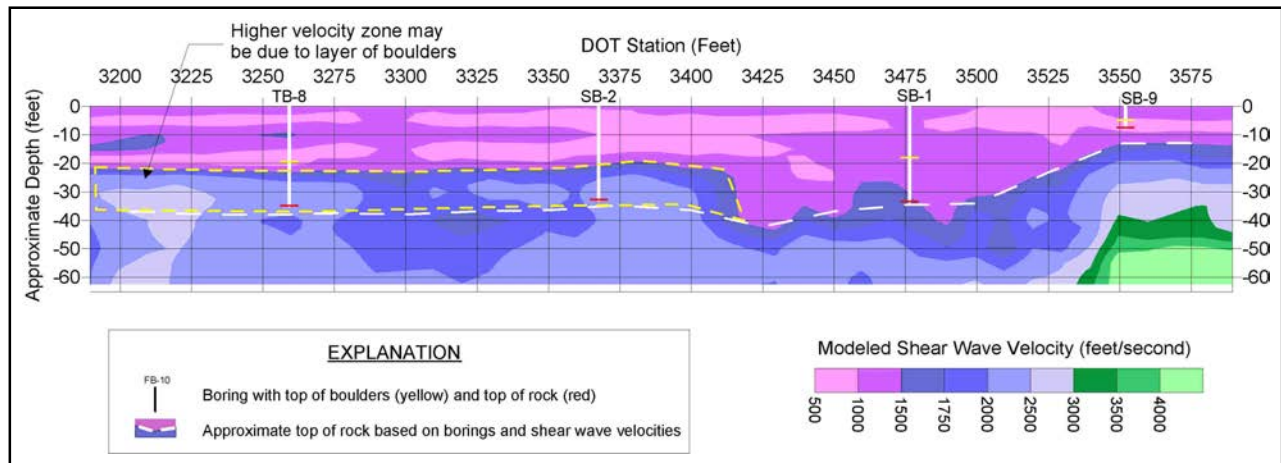 Higher velocity zone may
be due to layer of boulders
DOT Station (Feet)
3200 3225 3250 3275 3300 3325 3350 3375 3400 3425 3450 3475 3500 3525 3550 3575
TB-8 SB-2 SB-1 SB-9
Approximate Depth (feet)
0 0
-10 -10
-20 -20
-30 -30
-40 -40
-50 -50
-60 -60
EXPLANATION
FB-10
Boring with top of boulders (yellow) and top of rock (red)
Approximate top of rock based on borings and shear wave velocities
Modeled Shear Wave Velocity (feet/second)
500 1000 1500 1750 2000 2500 3000 3500 4000